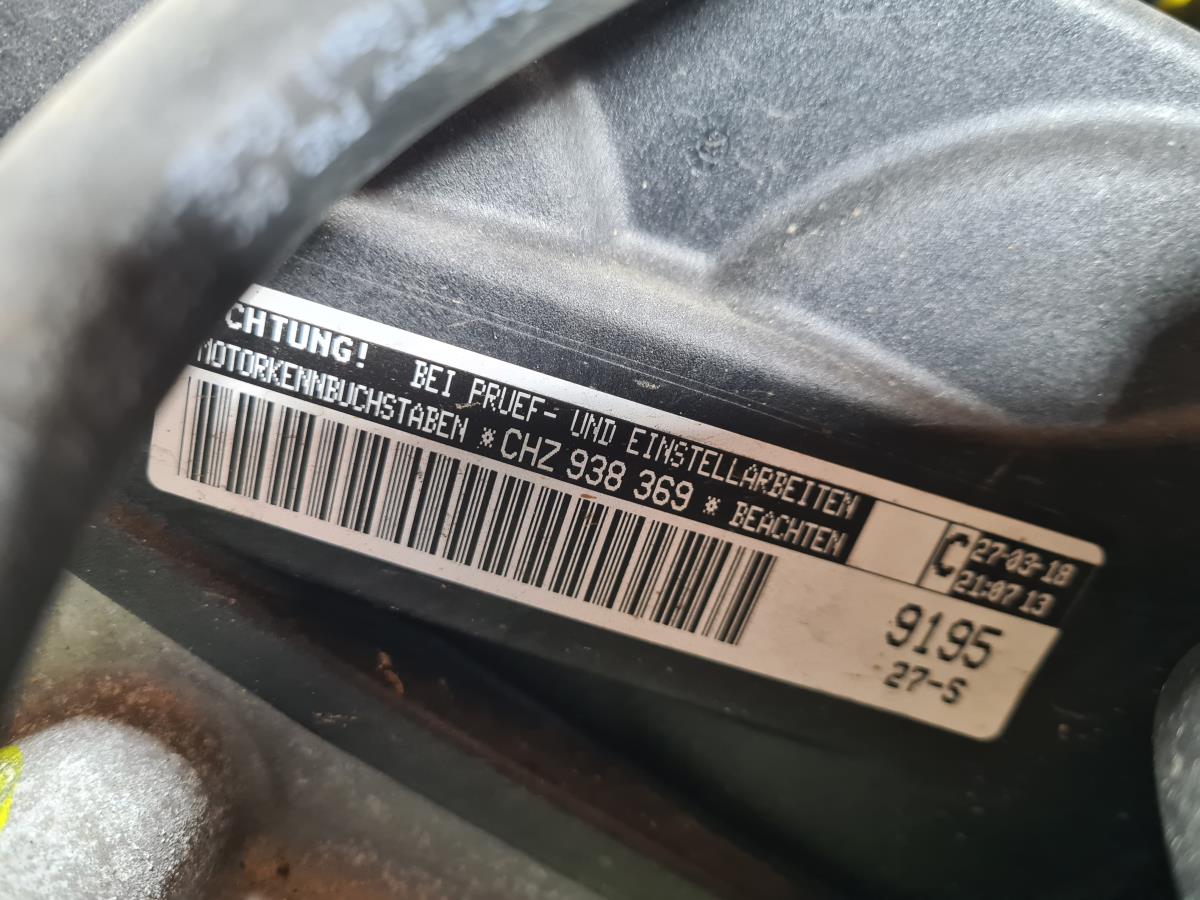 CHTUNG! BEI PRUEF- UND EINSTELLARBEITEN
MOTORKENNBUCHSTABEN *CHZ 938 369 * BEACHTEN
C
27-03-18
21:07 13
9195
27-S